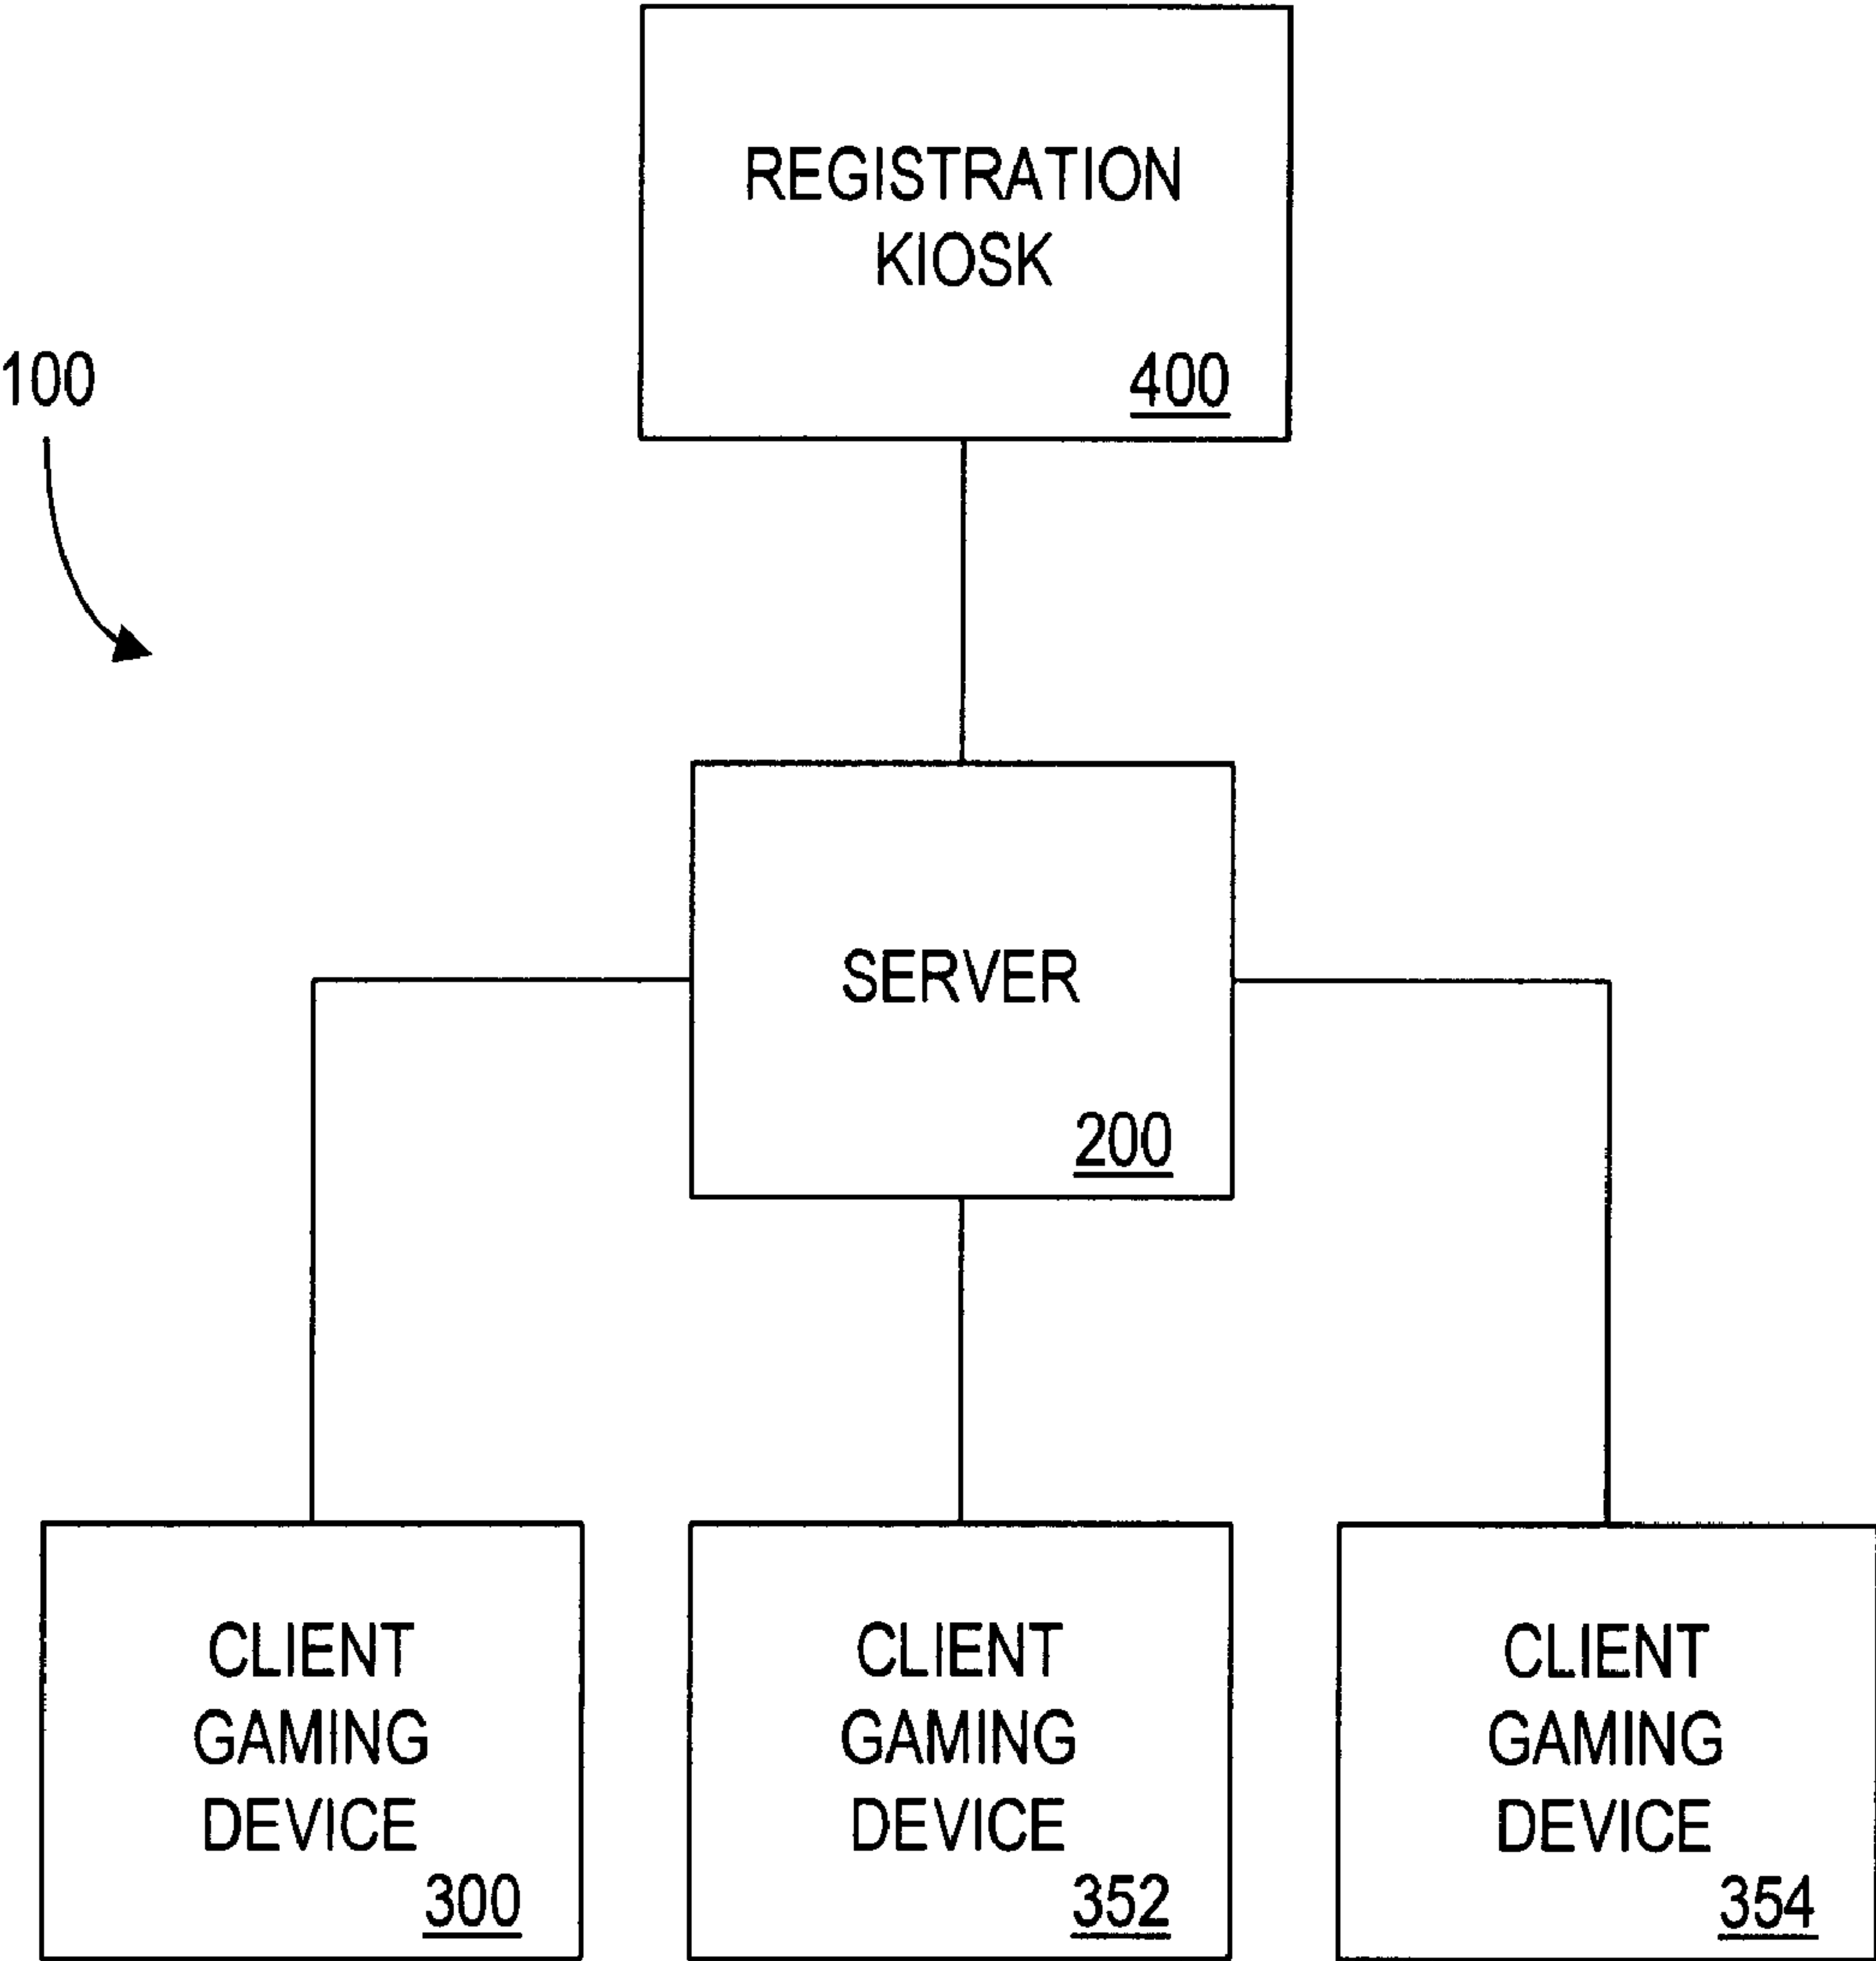 REGISTRATION
KIOSK
400
100
SERVER
200
CLIENT
GAMING
DEVICE
300
CLIENT
GAMING
DEVICE
352
CLIENT
GAMING
DEVICE
354